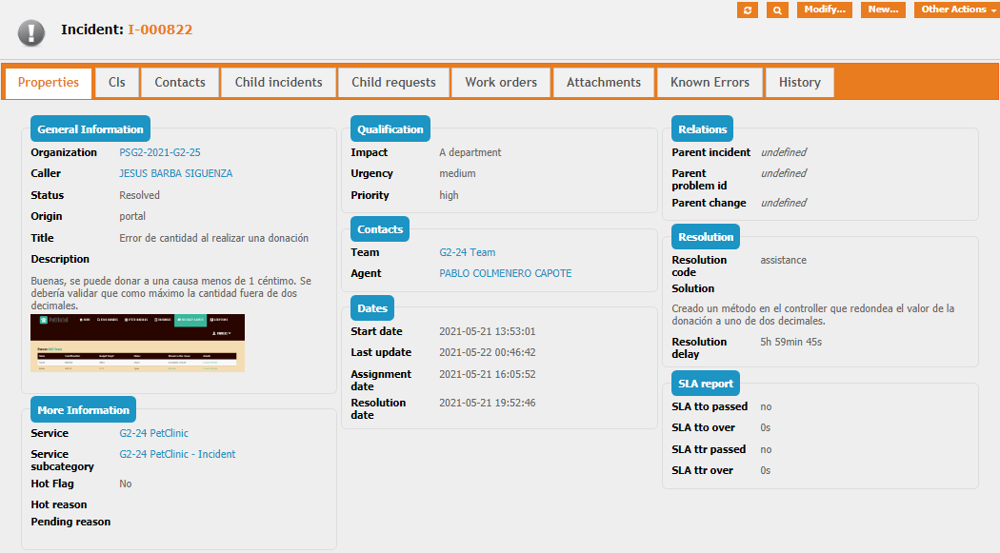 Modify...
New...
Other Actions
Incident: I-000822
Properties
CIs
Contacts
Child incidents
Child requests
Work orders
Attachments
Known Errors
History
General Information
Organization PSG2-2021-G2-25
Caller JESUS BARBA SIGUENZA
Status Resolved
Origin portal
Title Error de cantidad al realizar una donación
Description
Buenas, se puede donar a una causa menos de 1 céntimo. Se
debería validar que como máximo la cantidad fuera de dos
decimales.
More Information
Service G2-24 PetClinic
Service
subcategory
G2-24 PetClinic - Incident
Hot Flag No
Hot reason
Pending reason
Qualification
Impact A department
Urgency medium
Priority high
Contacts
Team G2-24 Team
Agent PABLO COLMENERO CAPOTE
Dates
Start date 2021-05-21 13:53:01
Last update 2021-05-22 00:46:42
Assignment
date
2021-05-21 16:05:52
Resolution
date
2021-05-21 19:52:46
Relations
Parent incident undefined
Parent
problem id
undefined
Parent change undefined
Resolution
Resolution
code
assistance
Solution
Creado un método en el controller que redondea el valor de la
donación a uno de dos decimales.
Resolution
delay
5h 59min 45s
SLA report
SLA tto passed no
SLA tto over 0s
SLA ttr passed no
SLA ttr over 0s